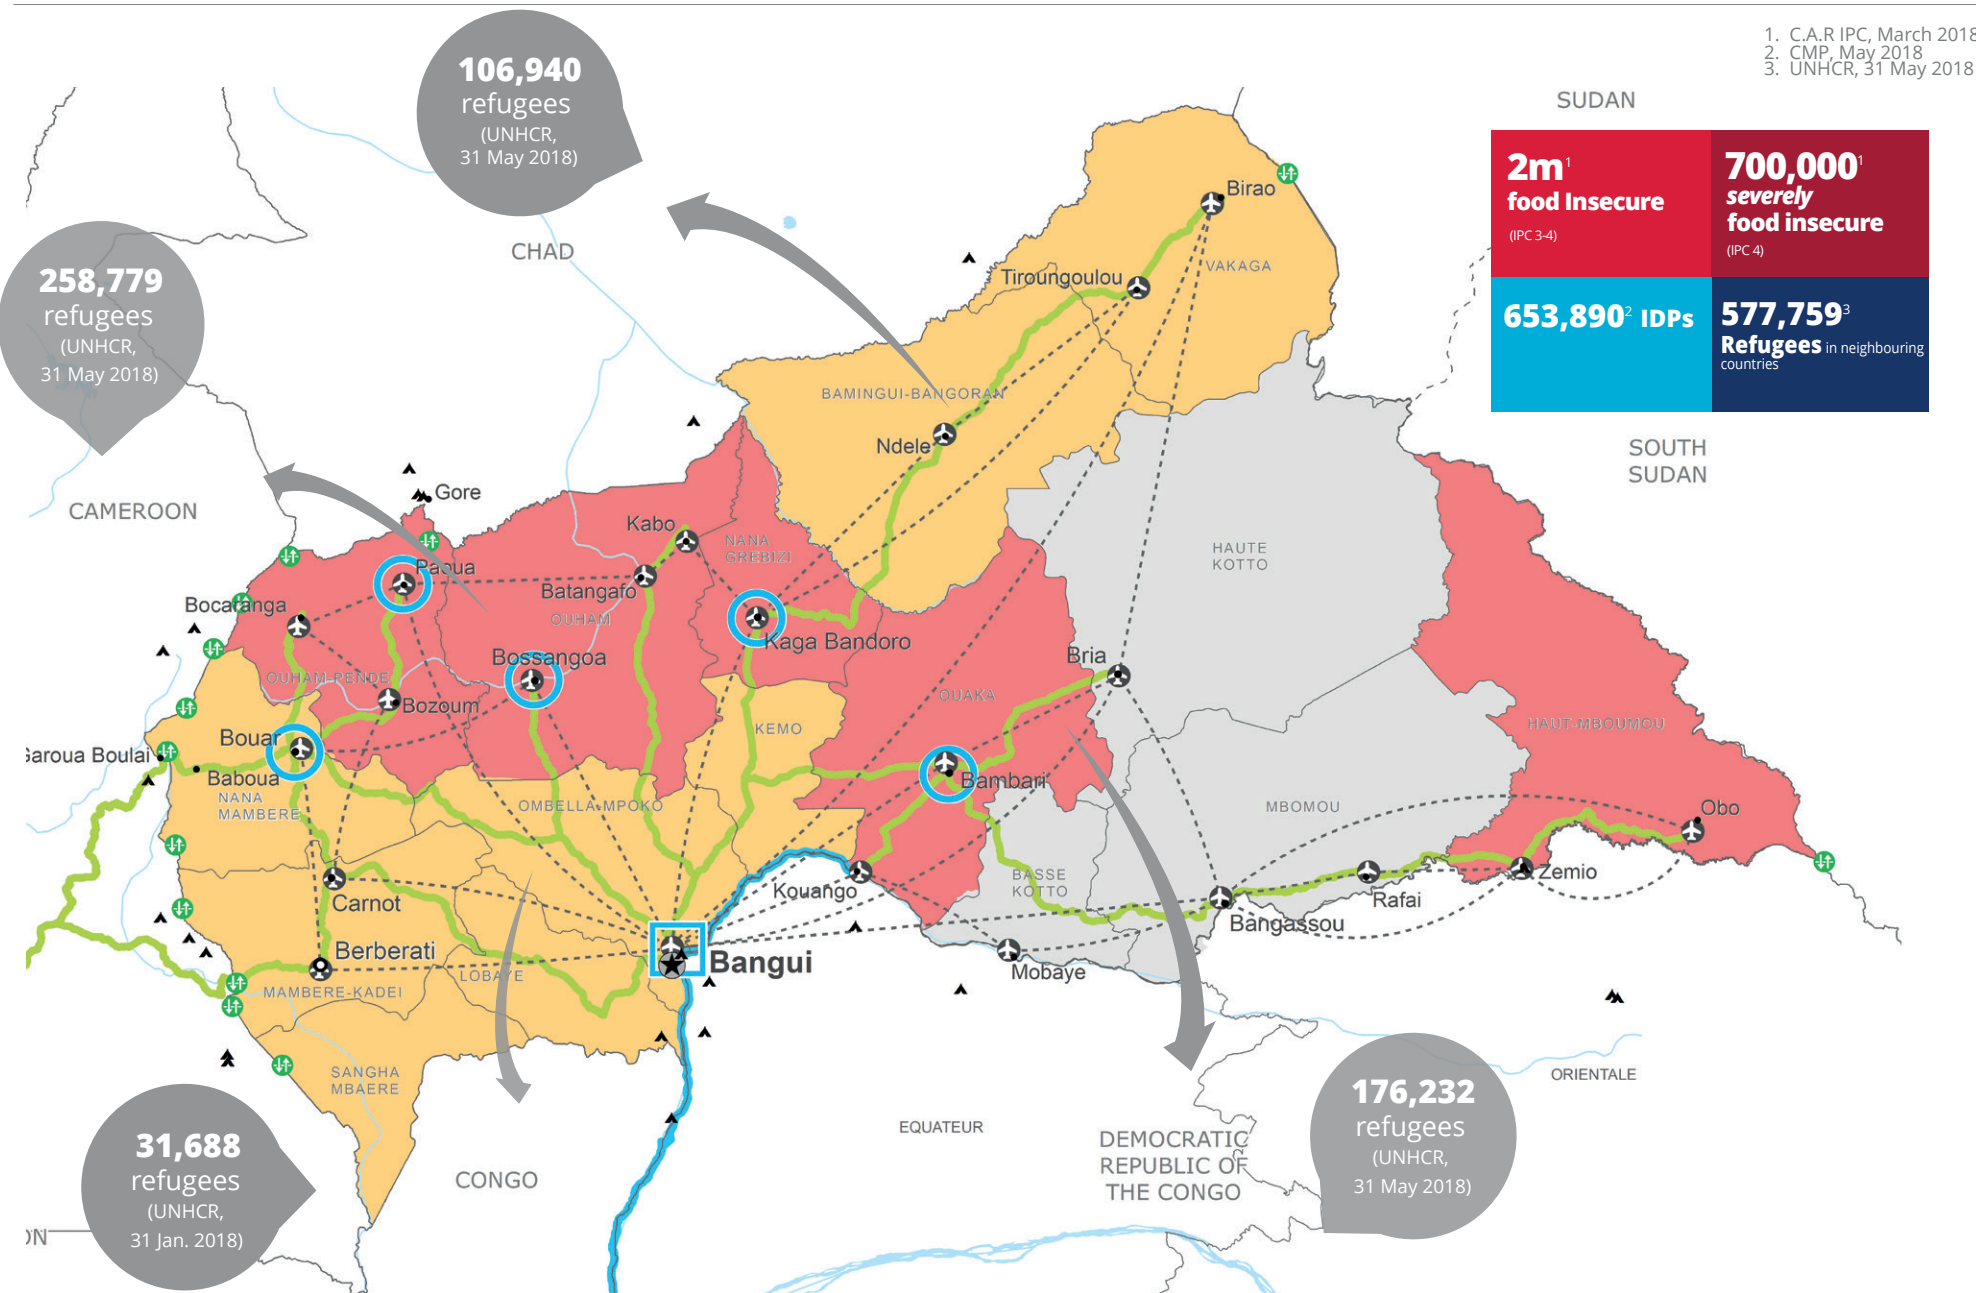 1. C.A.R IPC, March 2018
2. CMP, May 2018
3. UNHCR, 31 May 2018
106,940
refugees
(UNHCR,
31 May 2018)
SUDAN
2m1
food Insecure
(IPC 3-4)
700,0001
severely
food insecure
(IPC 4)
653,8902 IDPs
577,7593
Refugees in neighbouring
countries
258,779
refugees
(UNHCR,
31 May 2018)
CHAD
Birao
VAKAGA
Tiroungoulou
BAMINGUI-BANGORAN
Ndele
SOUTH
SUDAN
CAMEROON
Gore
Kabo
NANA
GREBIZI
HAUTE
KOTTO
Paoua
Batangafo
OUHAM
Bocaranga
Kaga Bandoro
Bossangoa
Bria
OUHAM-PENDE
OUAKA
Bozoum
HAUT-MBOUMOU
KEMO
Bouar
Garoua Boulai
Baboua
Bambari
NANA
MAMBERE
OMBELLA-MPOKO
MBOMOU
Obo
BASSE
KOTTO
Kouango
Zemio
Carnot
Rafai
Bangassou
Berberati
Bangui
LOBAYE
Mobaye
MAMBERE-KADEI
SANGHA
MBAERE
ORIENTALE
176,232
refugees
(UNHCR,
31 May 2018)
EQUATEUR
DEMOCRATIC
REPUBLIC OF
THE CONGO
31,688
refugees
(UNHCR,
31 Jan. 2018)
CONGO
ON